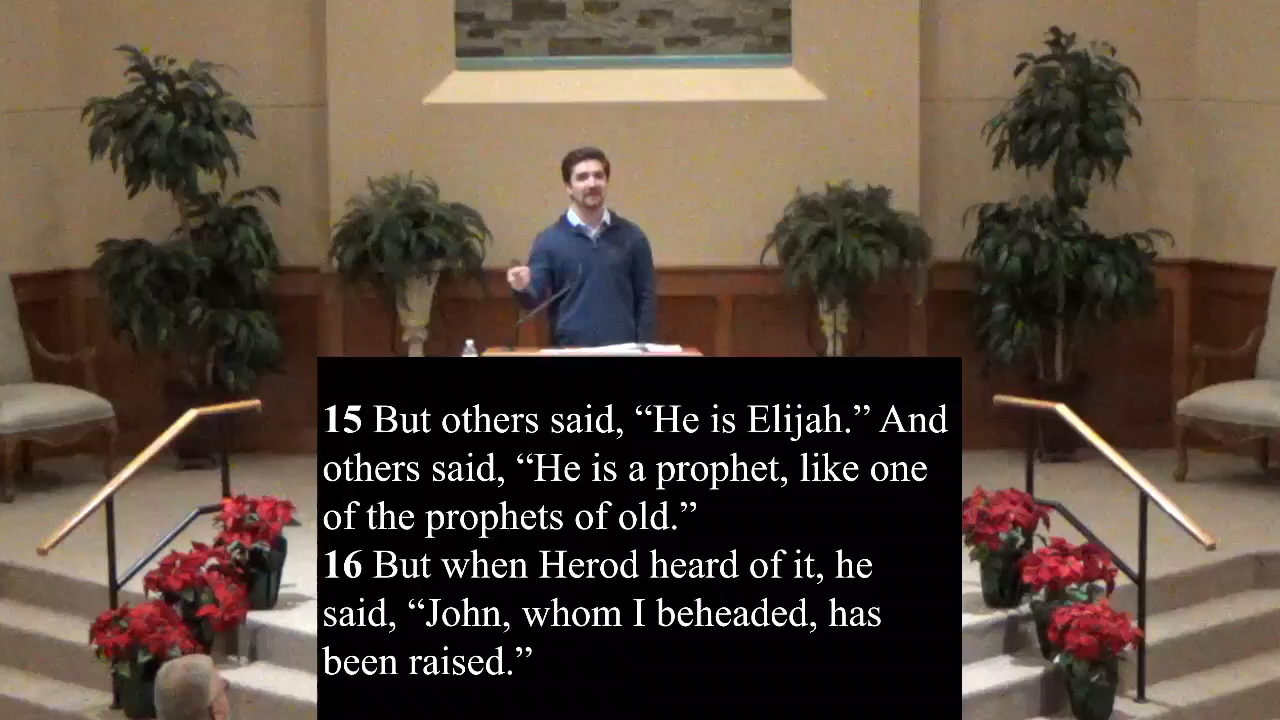 15 But others said, “He is Elijah.” And
others said, “He is a prophet, like one
of the prophets of old.”
16 But when Herod heard of it, he
said, “John, whom I beheaded, has
been raised.”